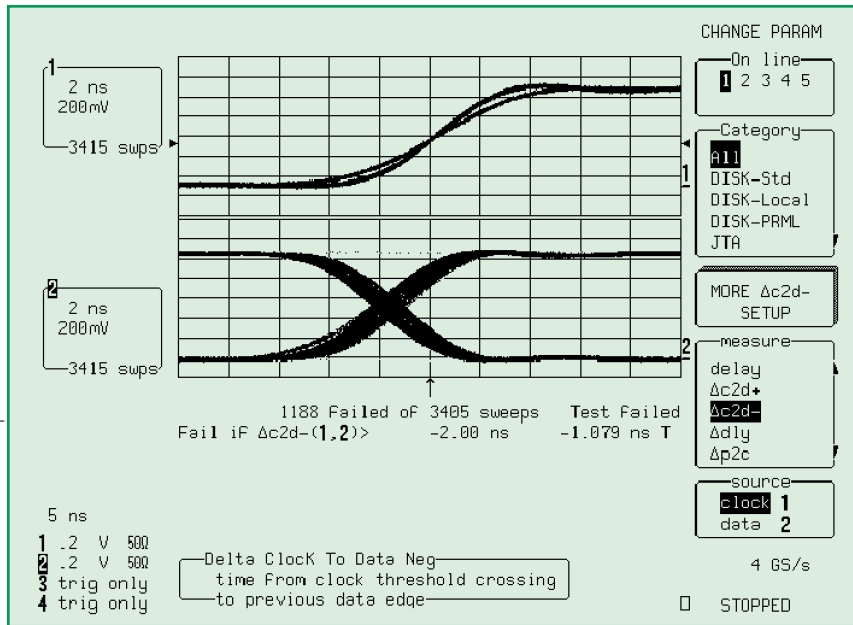 CHANGE PARAM
1
2 ns
200mV
3415 swps
1
On line
1 2 3 4 5
Category
All
DISK-Std
DISK-Local
DISK-PRML
JTA
2
2 ns
200mV
3415 swps
2
MORE Δc2d-
SETUP
measure
delay
Δc2d+
Δc2d-
Δdly
Δp2c
1188 Failed of 3405 sweeps Test Failed
Fail iF Δc2d-(1,2)> -2.00 ns -1.079 ns T
source
clock 1
data 2
5 ns
1 .2 V 50Ω
2 .2 V 50Ω
3 trig only
4 trig only
Delta ClocK To Data Neg
time From clock threshold crossing
to previous data edge
4 GS/s
STOPPED